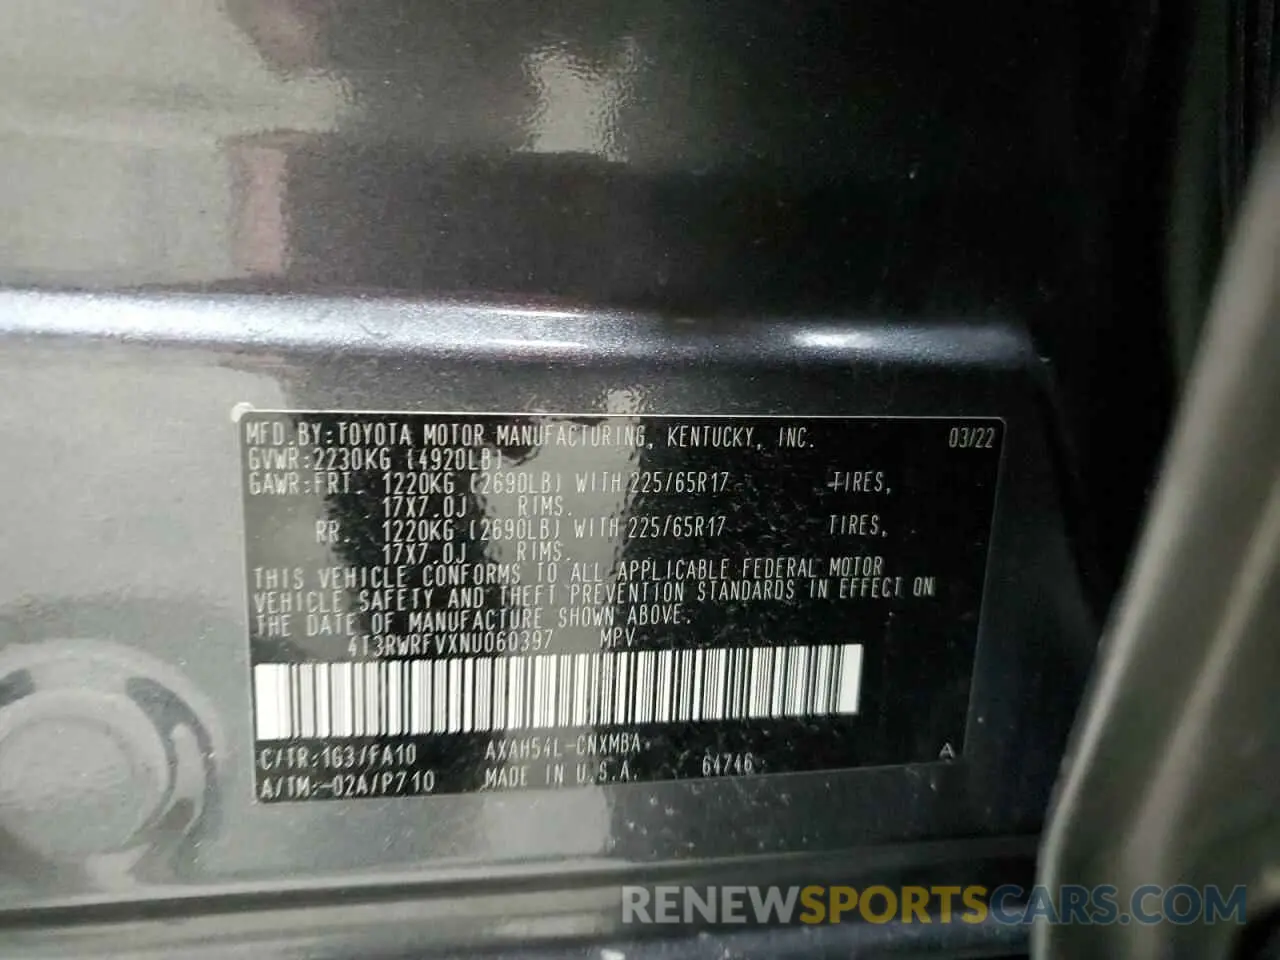 MFD.BY:TOYOTA MOTOR MANUFACTURING, KENTUCKY, INC. 03/22
GVWR:2230KG (4920LB)
GAWR:FRT. 1220KG (2690LB) WITH 225/65R17 TIRES,
17X7.0J RIMS.
RR. 1220KG (2690LB) WITH 225/65R17 TIRES,
17X7.0J RIMS.
THIS VEHICLE CONFORMS TO ALL APPLICABLE FEDERAL MOTOR
VEHICLE SAFETY AND THEFT PREVENTION STANDARDS IN EFFECT ON
THE DATE OF MANUFACTURE SHOWN ABOVE.
4T3RWRFVXNU060397 MPV
C/TR:1G3/FA10 AXAH54L-CNXMBA
A/TM:-02A/P710 MADE IN U.S.A. 64746 A
RENEWSPORTSCARS.COM